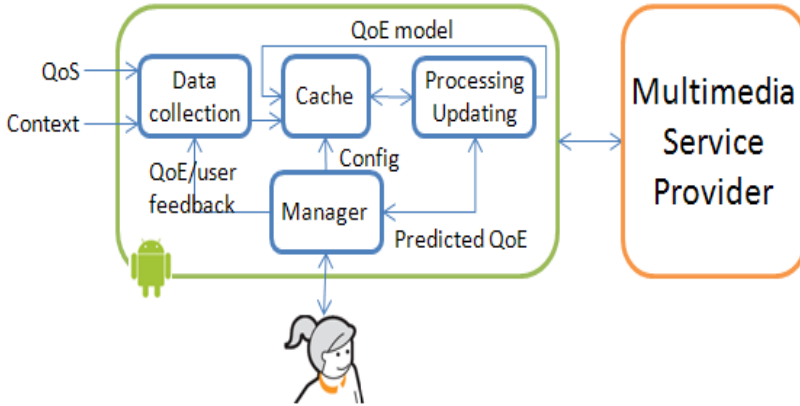 QoE model
QoS
Context
Data
collection
Cache
Processing
Updating
Config
QoE/user
feedback
Manager
Predicted QoE
Multimedia
Service
Provider